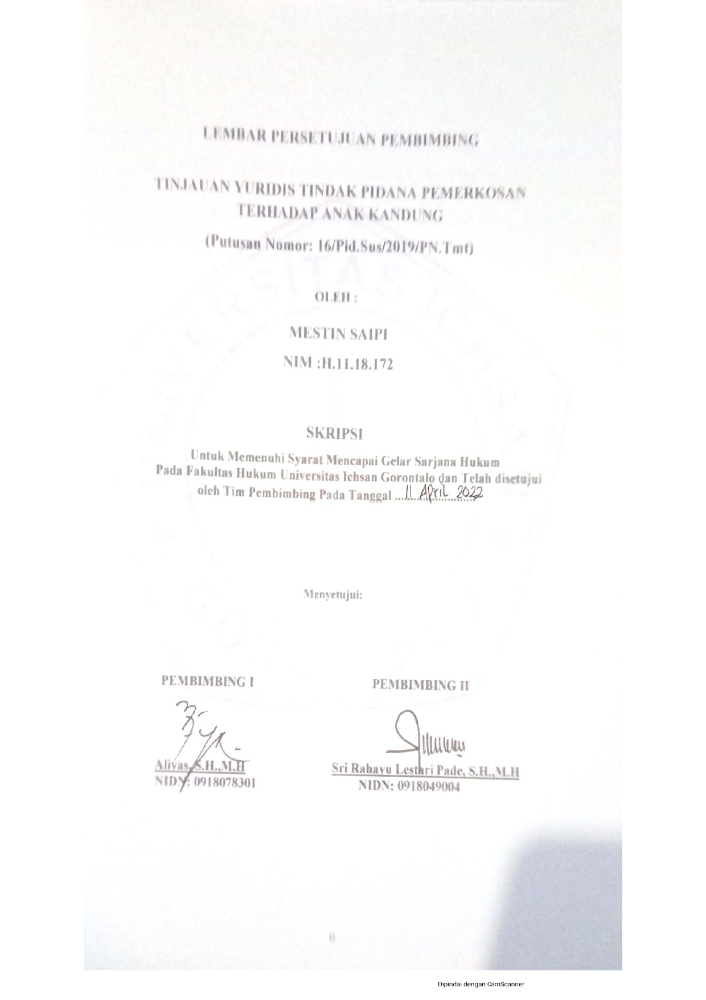 LEMBAR PERSETUJUAN PEMBIMBING
TINJAUAN YURIDIS TINDAK PIDANA PEMERKOSAN
TERHADAP ANAK KANDUNG
(Putusan Nomor: 16/Pid.Sus/2019/PN.Tmt)
OLEH :
MESTIN SAIPI
NIM :H.11.18.172
SKRIPSI
Untuk Memenuhi Syarat Mencapai Gelar Sarjana Hukum
Pada Fakultas Hukum Universitas Ichsan Gorontalo dan Telah disetujui
oleh Tim Pembimbing Pada Tanggal ...11 April 2022
Menyetujui:
PEMBIMBING I PEMBIMBING II
Aliyas, S.H.,M.H Sri Rahayu Lestari Pade, S.H.,M.H
NIDN: 0918078301 NIDN: 0918049004
ii
Dipindai dengan CamScanner